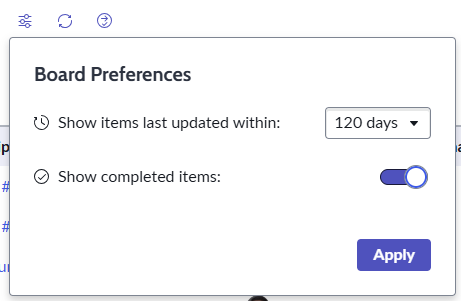 Board Preferences
Show items last updated within:
120 days
Show completed items:
Apply
#
#